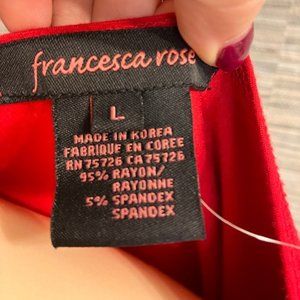 francesca rose
L
MADE IN KOREA
FABRIQUE EN COREE
RN 75726 CA 75726
95% RAYON/
RAYONNE
5% SPANDEX
SPANDEX